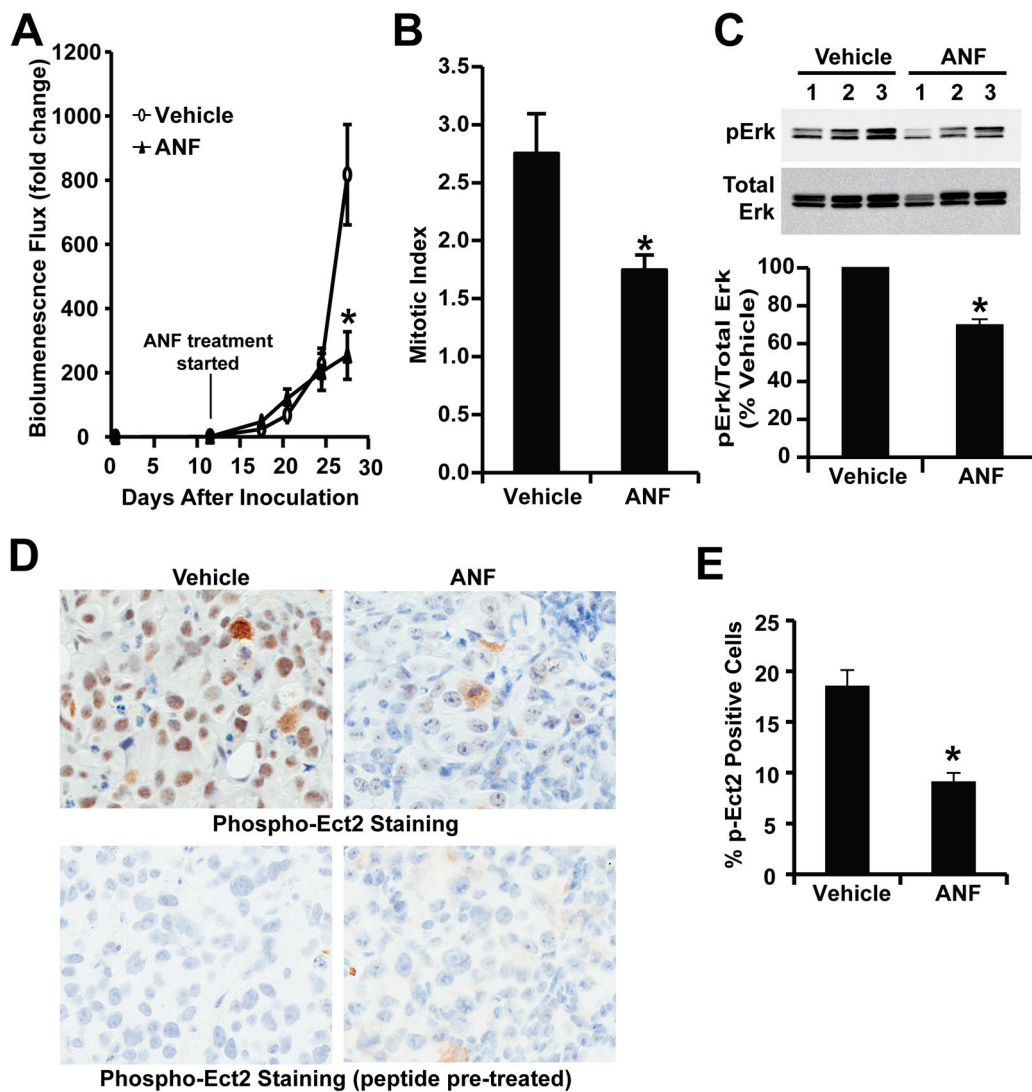 A
Biolumenescnce Flux (fold change)
1200
1000
800
600
400
200
0
Vehicle
ANF
ANF treatment
started
*
0 5 10 15 20 25 30
Days After Inoculation
B
Mitotic Index
3.5
3.0
2.5
2.0
1.5
1.0
0.5
0.0
*
Vehicle ANF
C
Vehicle ANF
1 2 3 1 2 3
pErk
Total
Erk
pErk/Total Erk
(% Vehicle)
100
80
60
40
20
0
*
Vehicle ANF
D
Vehicle ANF
Phospho-Ect2 Staining
Phospho-Ect2 Staining (peptide pre-treated)
E
% p-Ect2 Positive Cells
25
20
15
10
5
0
*
Vehicle ANF